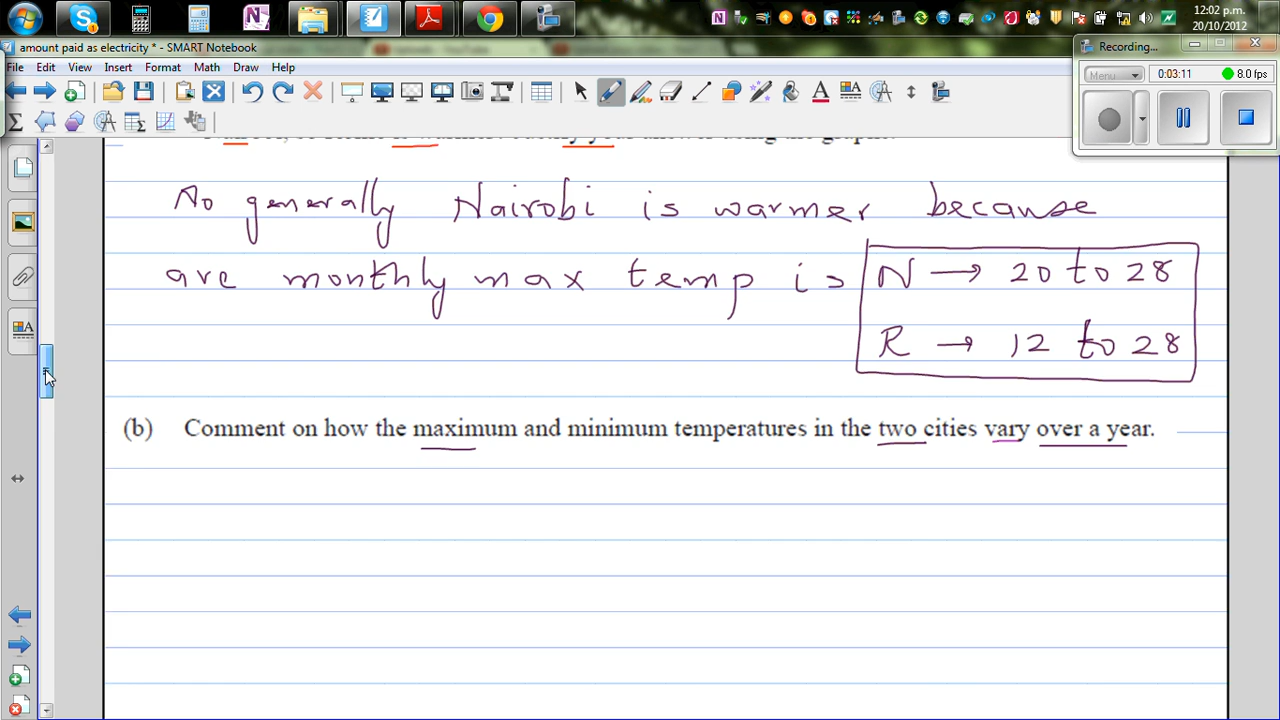 12:02 p.m.
20/10/2012
amount paid as electricity * - SMART Notebook
File Edit View Insert Format Math Draw Help
Recording...
Menu 0:03:11 8.0 fps
No generally Nairobi is warmer because
are monthly max temp is N → 20 to 28
R → 12 to 28
(b) Comment on how the maximum and minimum temperatures in the two cities vary over a year.